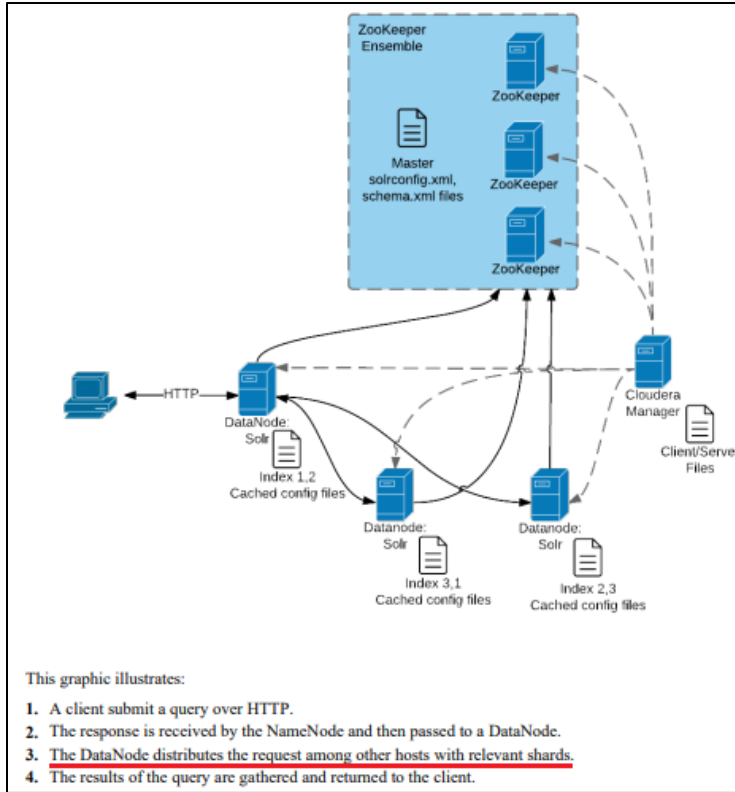 ZooKeeper
Ensemble
ZooKeeper
Master
solrconfig.xml,
schema.xml files
ZooKeeper
ZooKeeper
HTTP
DataNode:
Solr
Index 1,2
Cached config files
Cloudera
Manager
Client/Serve
Files
Datanode:
Solr
Index 3,1
Cached config files
Datanode:
Solr
Index 2,3
Cached config files
This graphic illustrates:
1. A client submit a query over HTTP.
2. The response is received by the NameNode and then passed to a DataNode.
3. The DataNode distributes the request among other hosts with relevant shards.
4. The results of the query are gathered and returned to the client.